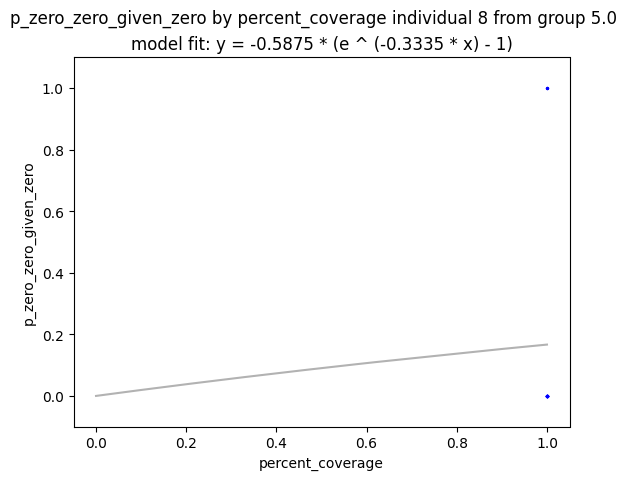 p_zero_zero_given_zero by percent_coverage individual 8 from group 5.0
model fit: y = -0.5875 * (e ^ (-0.3335 * x) - 1)
1.0
0.8
0.6
0.4
0.2
0.0
p_zero_zero_given_zero
0.0 0.2 0.4 0.6 0.8 1.0
percent_coverage